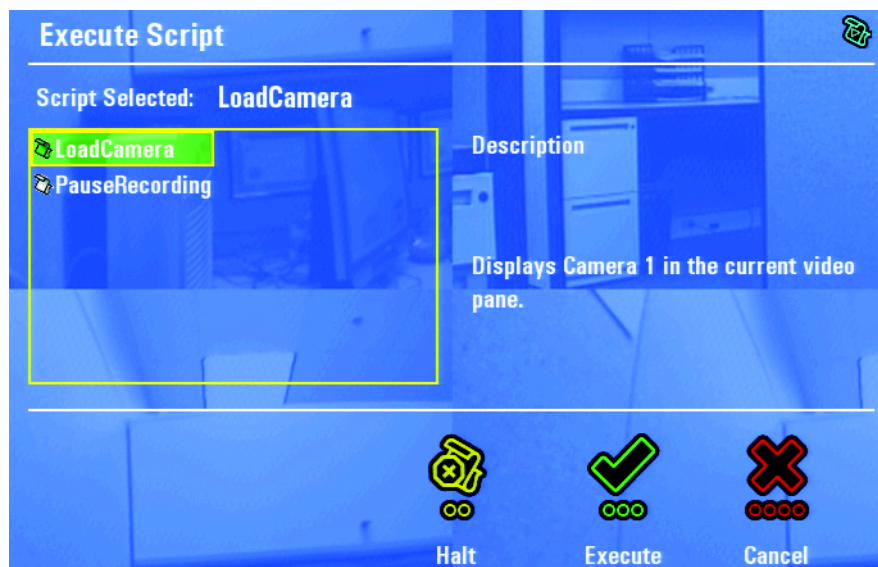 Execute Script
Script Selected: LoadCamera
LoadCamera
PauseRecording
Description
Displays Camera 1 in the current video
pane.
Halt
Execute
Cancel